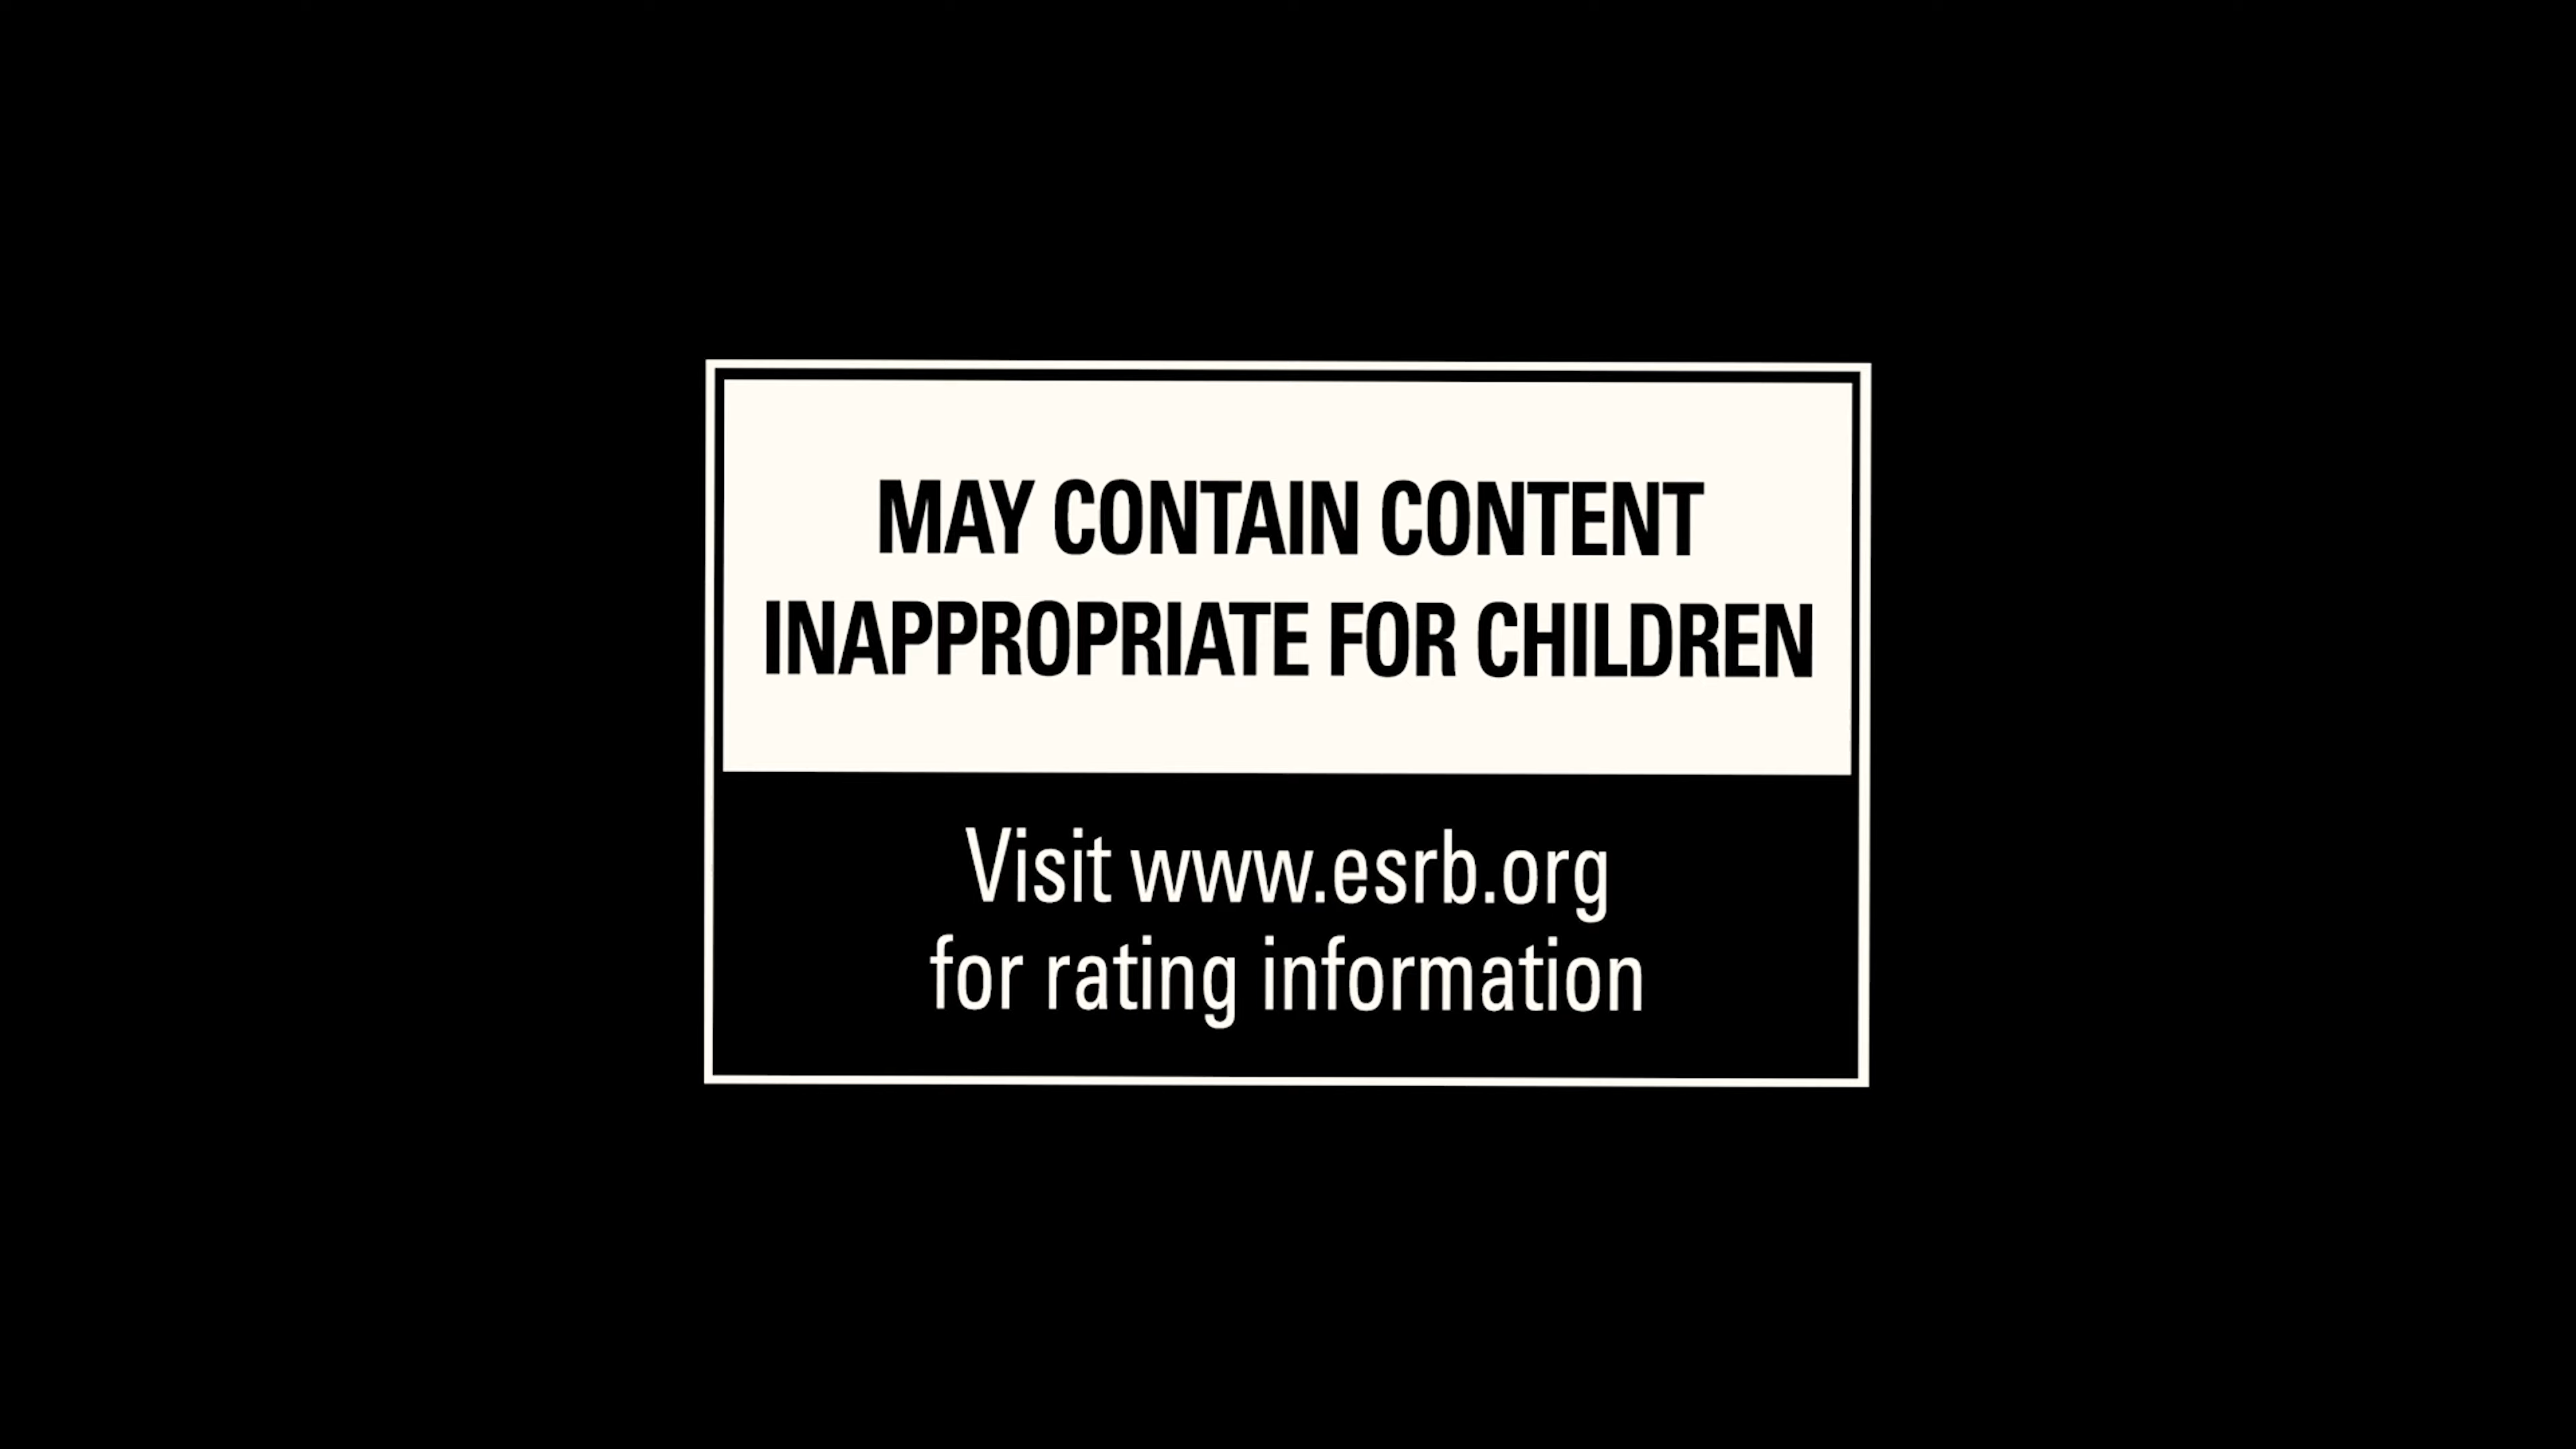 MAY CONTAIN CONTENT
INAPPROPRIATE FOR CHILDREN
Visit www.esrb.org
for rating information